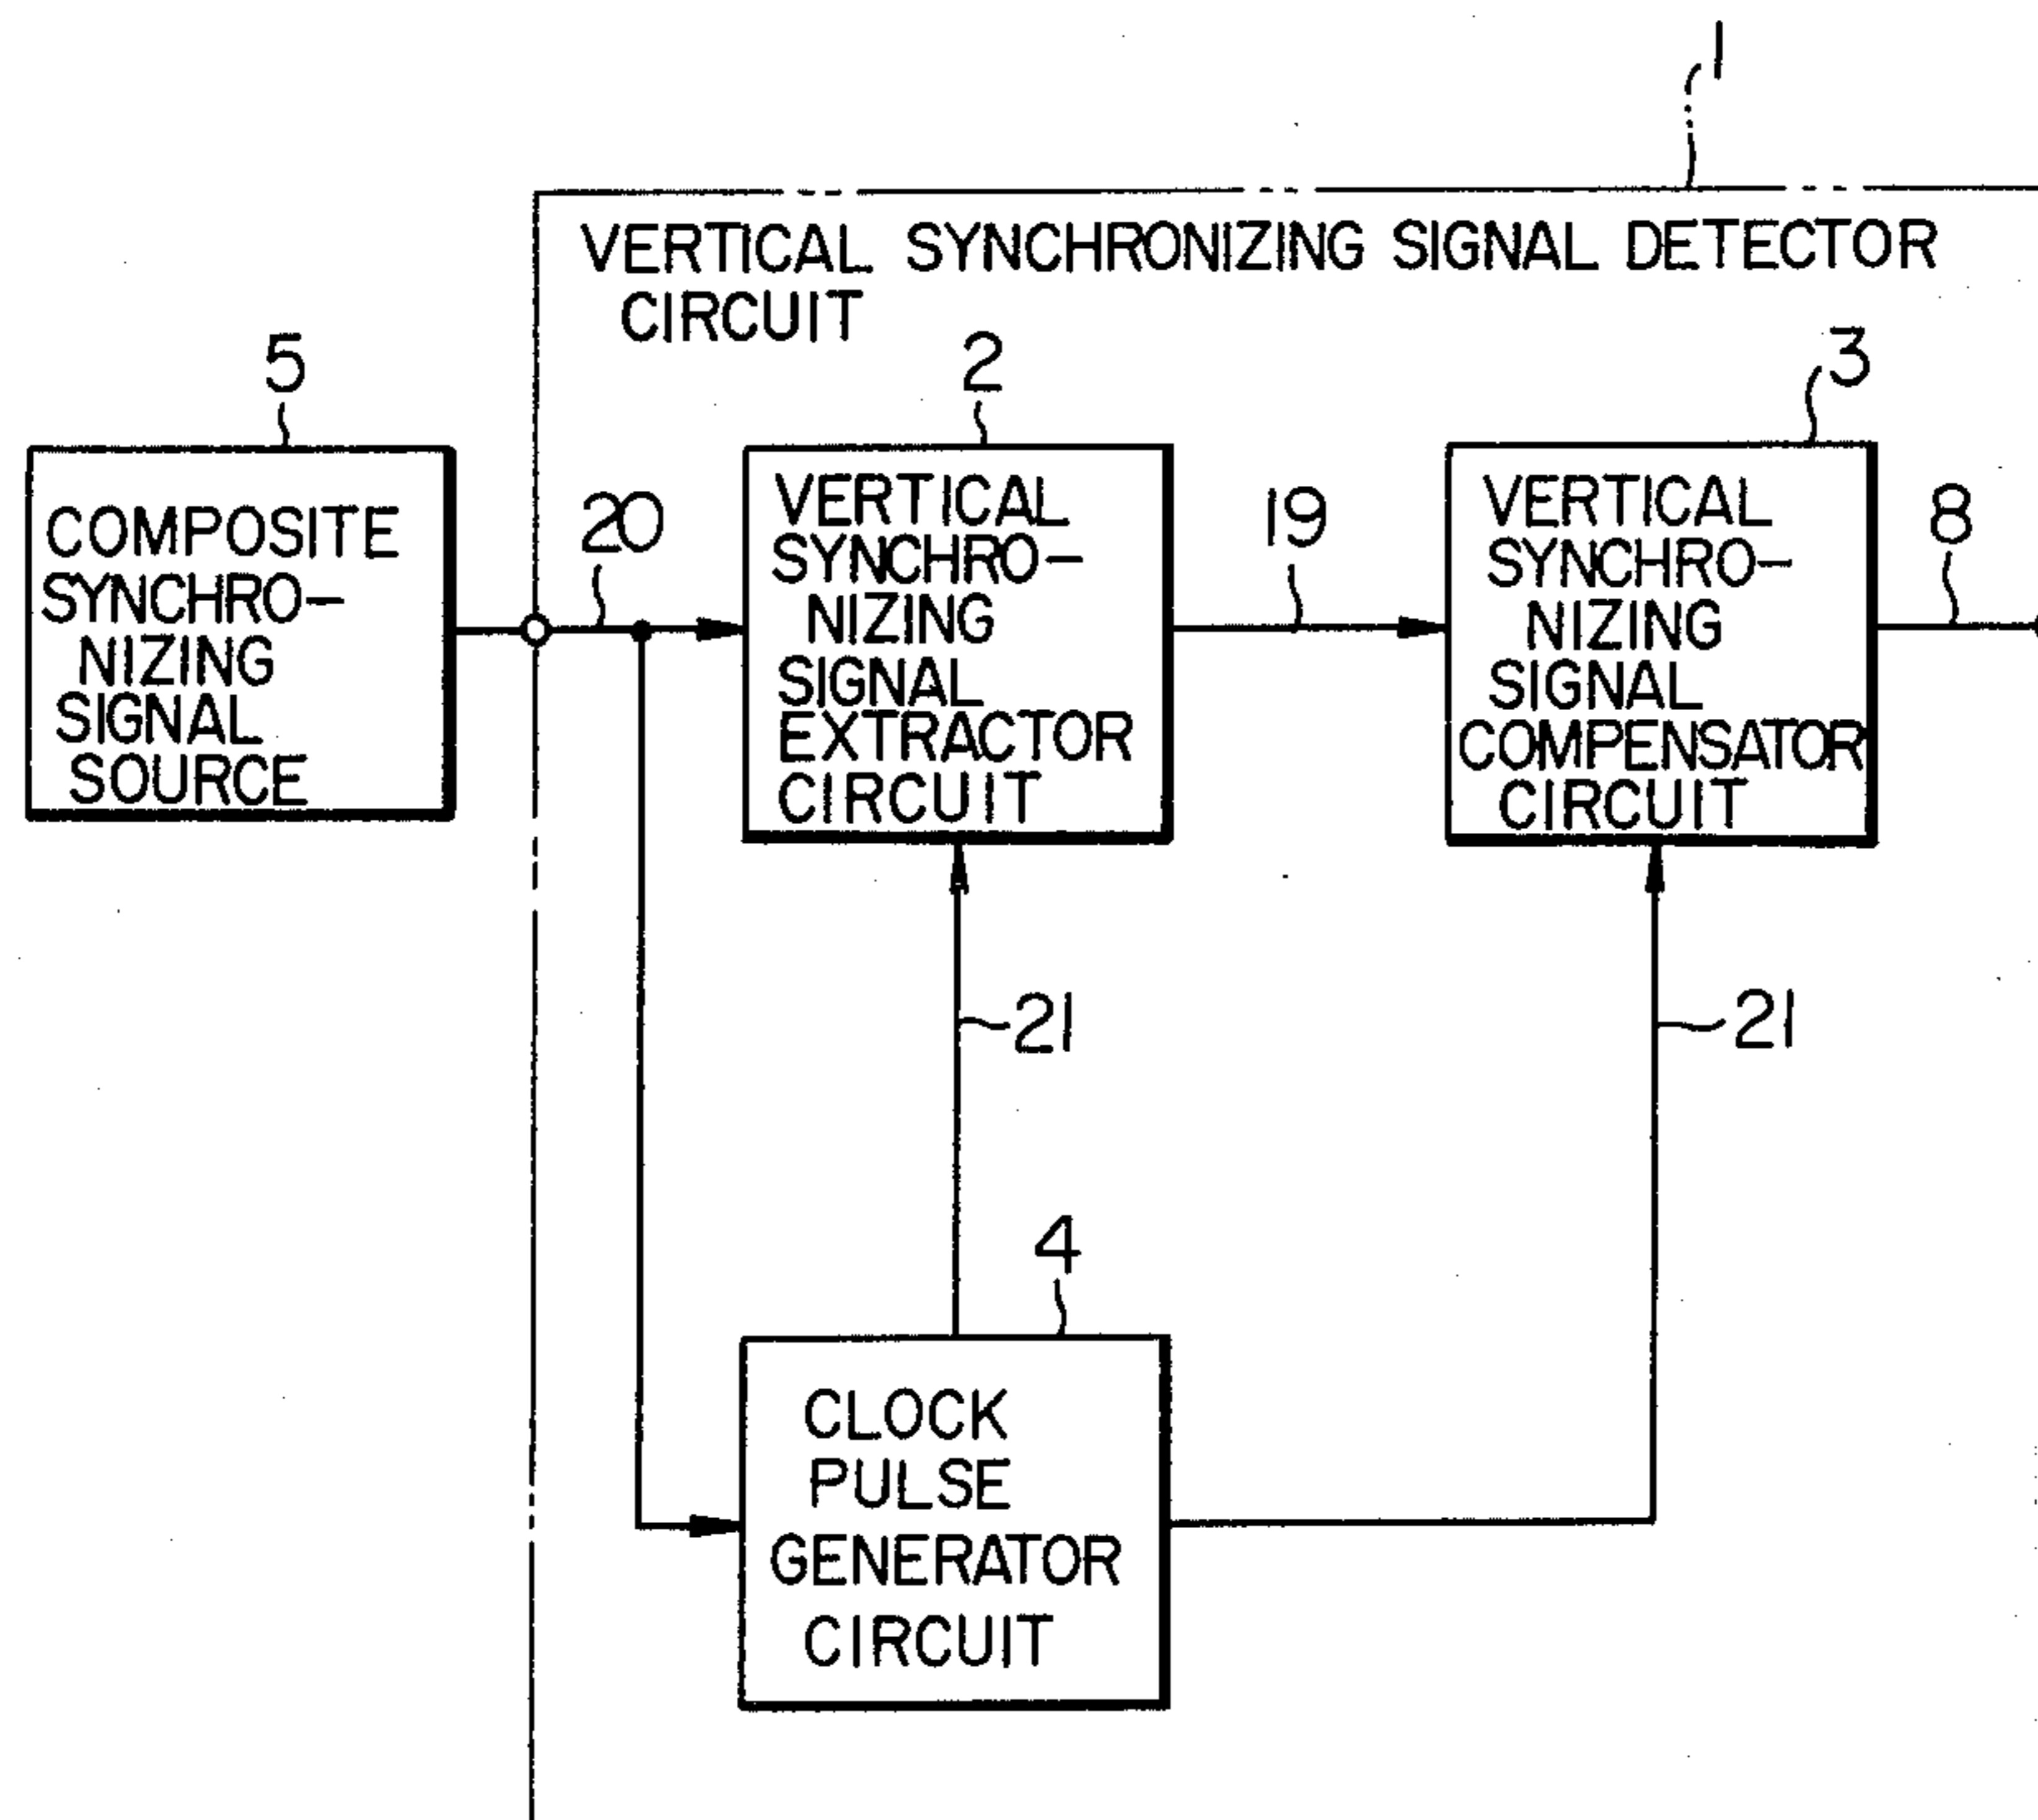 1
VERTICAL SYNCHRONIZING SIGNAL DETECTOR
CIRCUIT
5
2
3
COMPOSITE
SYNCHRO-
NIZING
SIGNAL
SOURCE
20
VERTICAL
SYNCHRO-
NIZING
SIGNAL
EXTRACTOR
CIRCUIT
19
VERTICAL
SYNCHRO-
NIZING
SIGNAL
COMPENSATOR
CIRCUIT
8
21
21
4
CLOCK
PULSE
GENERATOR
CIRCUIT